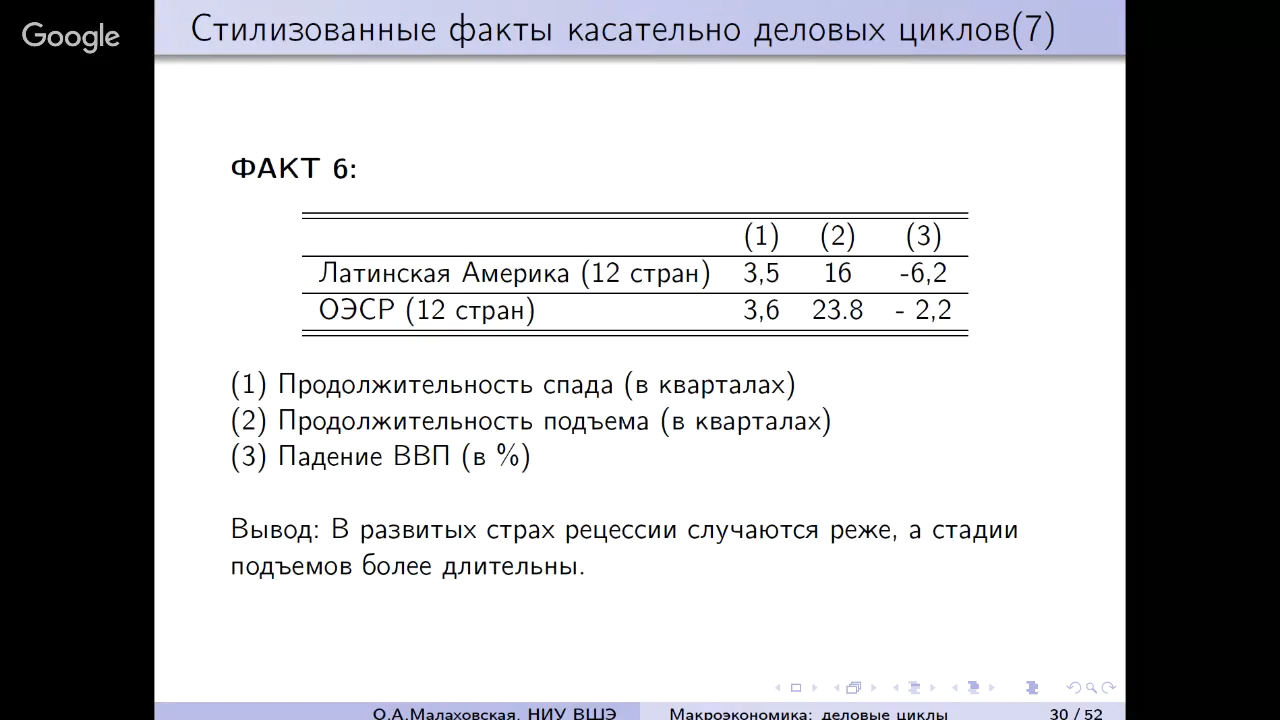 Google
Стилизованные факты касательно деловых циклов(7)
ФАКТ 6:
(1) (2) (3)
Латинская Америка (12 стран) 3,5 16 -6,2
ОЭСР (12 стран) 3,6 23.8 - 2,2
(1) Продолжительность спада (в кварталах)
(2) Продолжительность подъема (в кварталах)
(3) Падение ВВП (в %)
Вывод: В развитых страх рецессии случаются реже, а стадии
подъемов более длительны.
О.А.Малаховская, НИУ ВШЭ Макроэкономика: деловые циклы 30 / 52